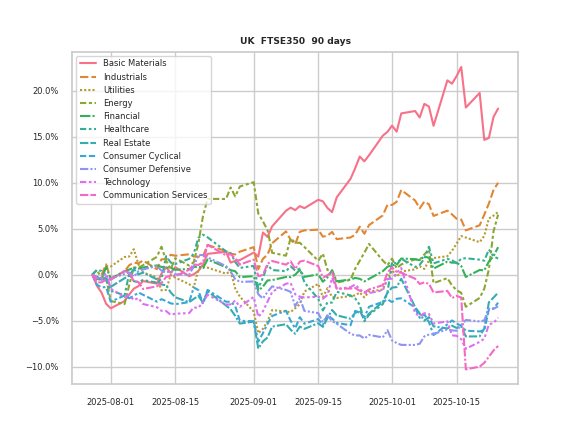 UK  FTSE350  90 days
Basic Materials
Industrials
Utilities
Energy
Financial
Healthcare
Real Estate
Consumer Cyclical
Consumer Defensive
Technology
Communication Services
20.0%
15.0%
10.0%
5.0%
0.0%
−5.0%
−10.0%
2025-08-01 2025-08-15 2025-09-01 2025-09-15 2025-10-01 2025-10-15